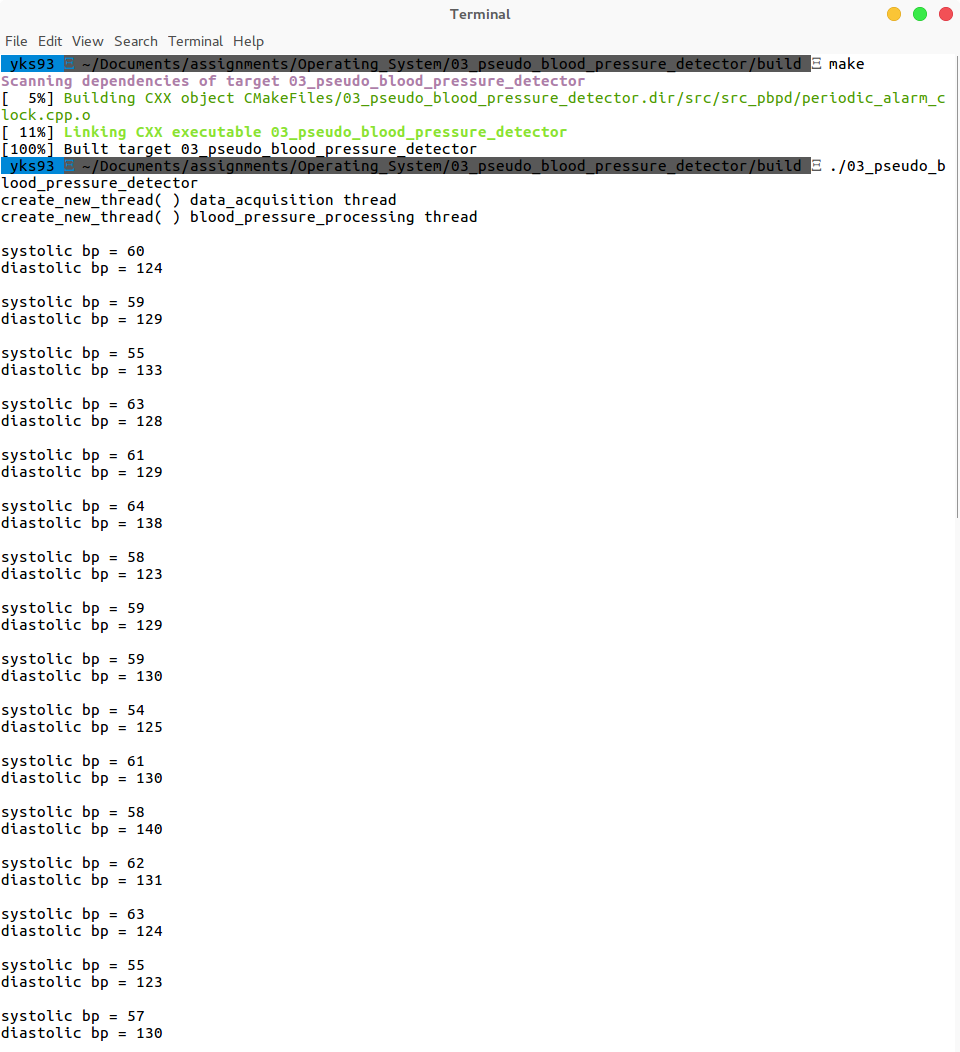 Terminal
File Edit View Search Terminal Help
yks93 ~/Documents/assignments/Operating_System/03_pseudo_blood_pressure_detector/build make
Scanning dependencies of target 03_pseudo_blood_pressure_detector
[  5%] Building CXX object CMakeFiles/03_pseudo_blood_pressure_detector.dir/src/src_pbpd/periodic_alarm_c
lock.cpp.o
[ 11%] Linking CXX executable 03_pseudo_blood_pressure_detector
[100%] Built target 03_pseudo_blood_pressure_detector
yks93 ~/Documents/assignments/Operating_System/03_pseudo_blood_pressure_detector/build ./03_pseudo_b
lood_pressure_detector
create_new_thread( ) data_acquisition thread
create_new_thread( ) blood_pressure_processing thread
systolic bp = 60
diastolic bp = 124
systolic bp = 59
diastolic bp = 129
systolic bp = 55
diastolic bp = 133
systolic bp = 63
diastolic bp = 128
systolic bp = 61
diastolic bp = 129
systolic bp = 64
diastolic bp = 138
systolic bp = 58
diastolic bp = 123
systolic bp = 59
diastolic bp = 129
systolic bp = 59
diastolic bp = 130
systolic bp = 54
diastolic bp = 125
systolic bp = 61
diastolic bp = 130
systolic bp = 58
diastolic bp = 140
systolic bp = 62
diastolic bp = 131
systolic bp = 63
diastolic bp = 124
systolic bp = 55
diastolic bp = 123
systolic bp = 57
diastolic bp = 130